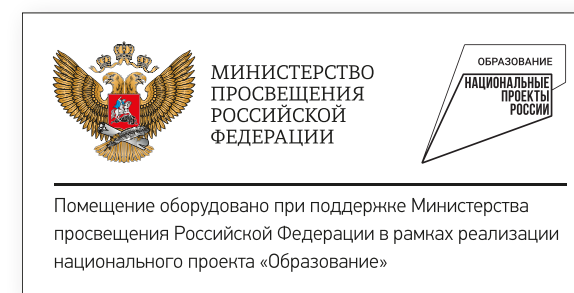 МИНИСТЕРСТВО
ПРОСВЕЩЕНИЯ
РОССИЙСКОЙ
ФЕДЕРАЦИИ
ОБРАЗОВАНИЕ
НАЦИОНАЛЬНЫЕ
ПРОЕКТЫ
РОССИИ
Помещение оборудовано при поддержке Министерства
просвещения Российской Федерации в рамках реализации
национального проекта «Образование»